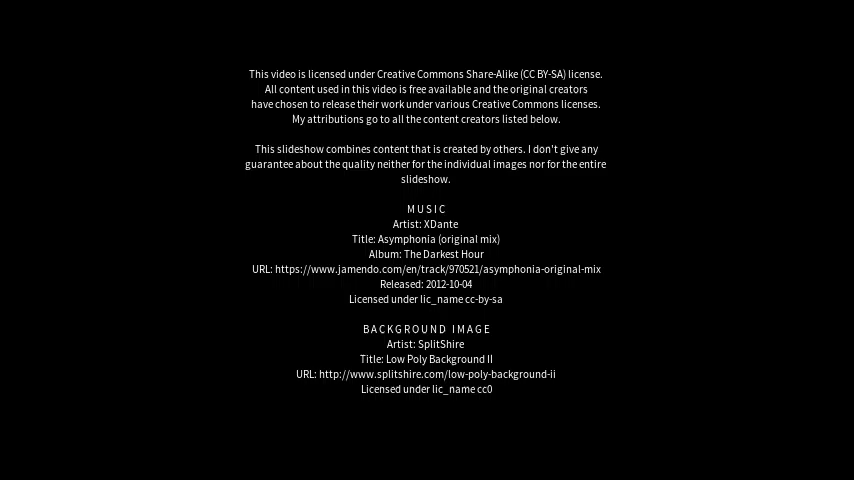 This video is licensed under Creative Commons Share-Alike (CC BY-SA) license.
All content used in this video is free available and the original creators
have chosen to release their work under various Creative Commons licenses.
My attributions go to all the content creators listed below.
This slideshow combines content that is created by others. I don't give any
guarantee about the quality neither for the individual images nor for the entire
slideshow.
MUSIC
Artist: XDante
Title: Asymphonia (original mix)
Album: The Darkest Hour
URL: https://www.jamendo.com/en/track/970521/asymphonia-original-mix
Released: 2012-10-04
Licensed under lic_name cc-by-sa
BACKGROUND IMAGE
Artist: SplitShire
Title: Low Poly Background II
URL: http://www.splitshire.com/low-poly-background-ii
Licensed under lic_name cc0